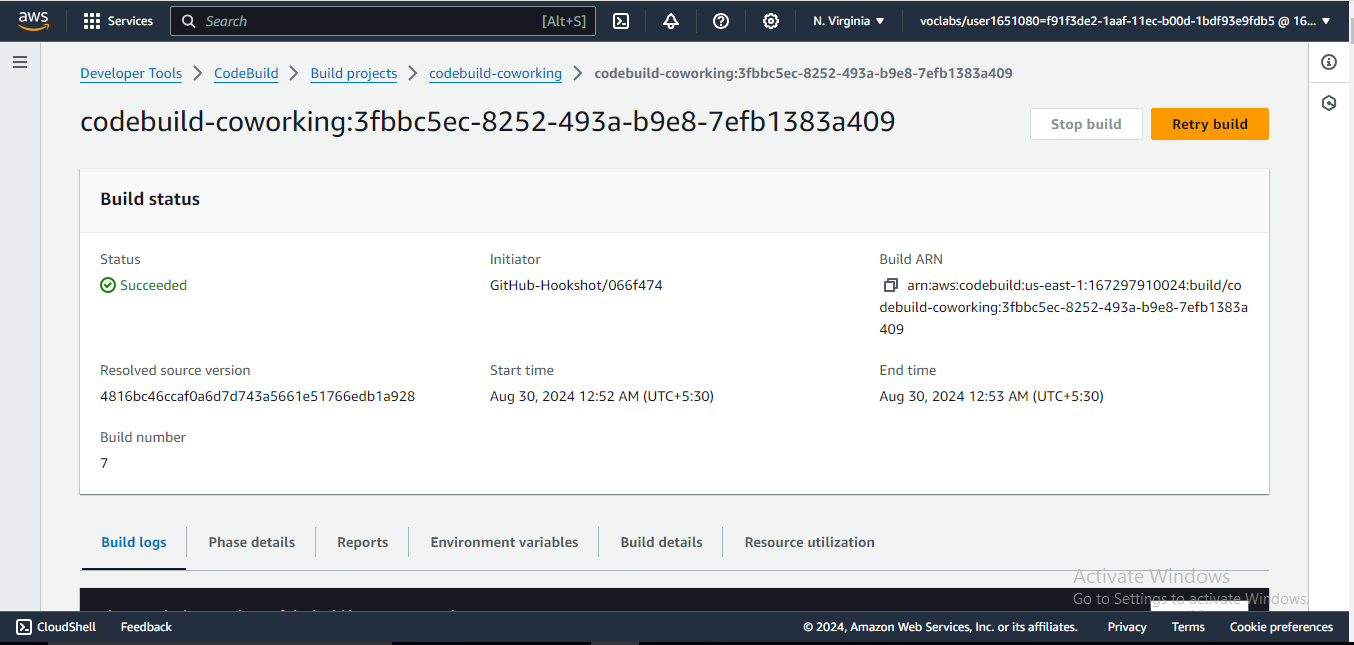 aws Services Search [Alt+S] N. Virginia voclabs/user1651080=f91f3de2-1aaf-11ec-b00d-1bdf93e9fdb5 @ 16...
Developer Tools CodeBuild Build projects codebuild-coworking codebuild-coworking:3fbbc5ec-8252-493a-b9e8-7efb1383a409
codebuild-coworking:3fbbc5ec-8252-493a-b9e8-7efb1383a409 Stop build Retry build
Build status
Status Initiator Build ARN
Succeeded GitHub-Hookshot/066f474 arn:aws:codebuild:us-east-1:167297910024:build/co
debuild-coworking:3fbbc5ec-8252-493a-b9e8-7efb1383a
409
Resolved source version Start time End time
4816bc46ccaf0a6d7d743a5661e51766edb1a928 Aug 30, 2024 12:52 AM (UTC+5:30) Aug 30, 2024 12:53 AM (UTC+5:30)
Build number
7
Build logs Phase details Reports Environment variables Build details Resource utilization
Activate Windows
Go to Settings to activate Windows.
CloudShell Feedback © 2024, Amazon Web Services, Inc. or its affiliates. Privacy Terms Cookie preferences